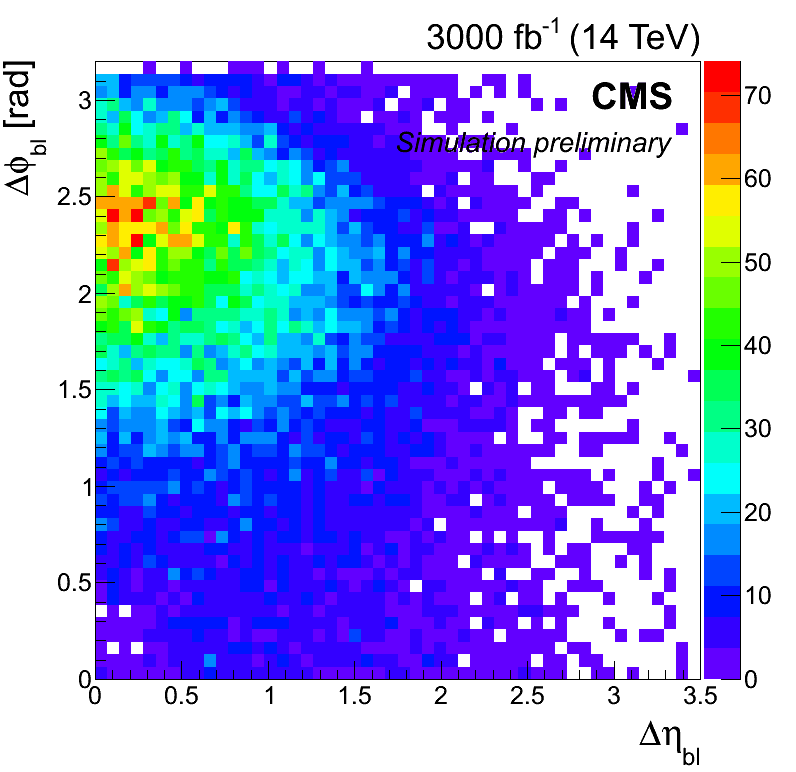 3000 fb⁻¹ (14 TeV)
CMS
Simulation preliminary
Δϕ_bl [rad]
3
2.5
2
1.5
1
0.5
0
0 0.5 1 1.5 2 2.5 3 3.5
Δη_bl
70
60
50
40
30
20
10
0